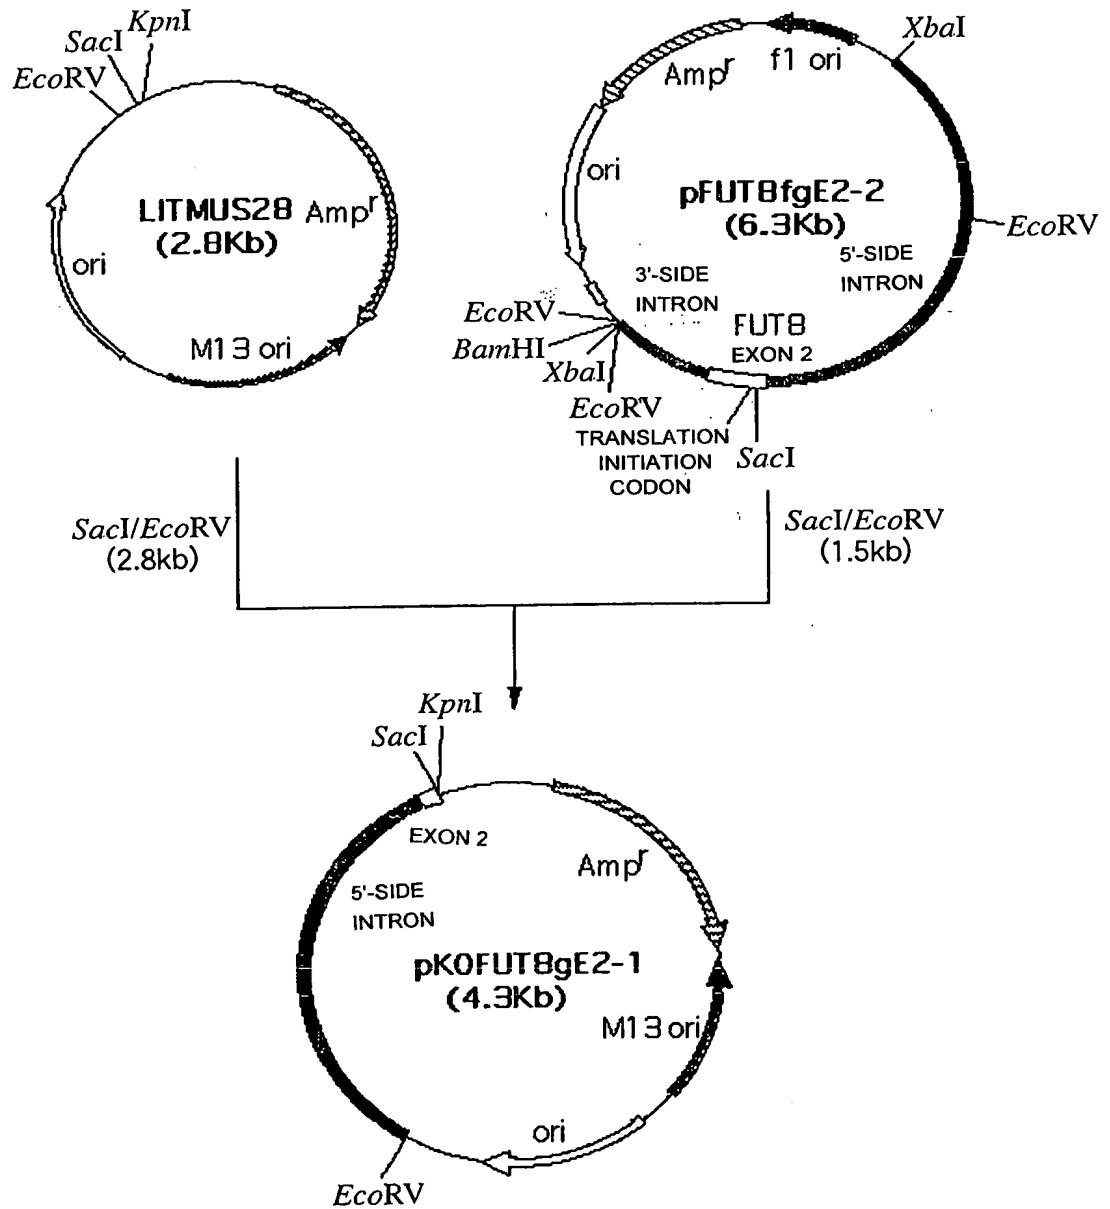 KpnI
SacI
EcoRV
LITMUS28
(2.8Kb)
Ampr
ori
M13 ori
XbaI
f1 ori
Ampr
ori
pFUT8fgE2-2
(6.3Kb)
EcoRV
5'-SIDE
INTRON
3'-SIDE
INTRON
FUT8
EXON 2
EcoRV
BamHI
XbaI
EcoRV
TRANSLATION
INITIATION
CODON
SacI
SacI/EcoRV
(2.8kb)
SacI/EcoRV
(1.5kb)
KpnI
SacI
EXON 2
Ampr
5'-SIDE
INTRON
pKOFUT8gE2-1
(4.3Kb)
M13 ori
ori
EcoRV